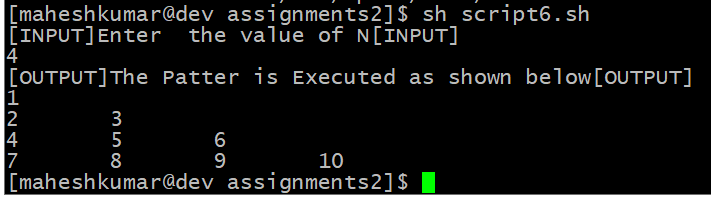 [maheshkumar@dev assignments2]$ sh script6.sh
[INPUT]Enter  the value of N[INPUT]
4
[OUTPUT]The Patter is Executed as shown below[OUTPUT]
1
2       3
4       5       6
7       8       9       10
[maheshkumar@dev assignments2]$